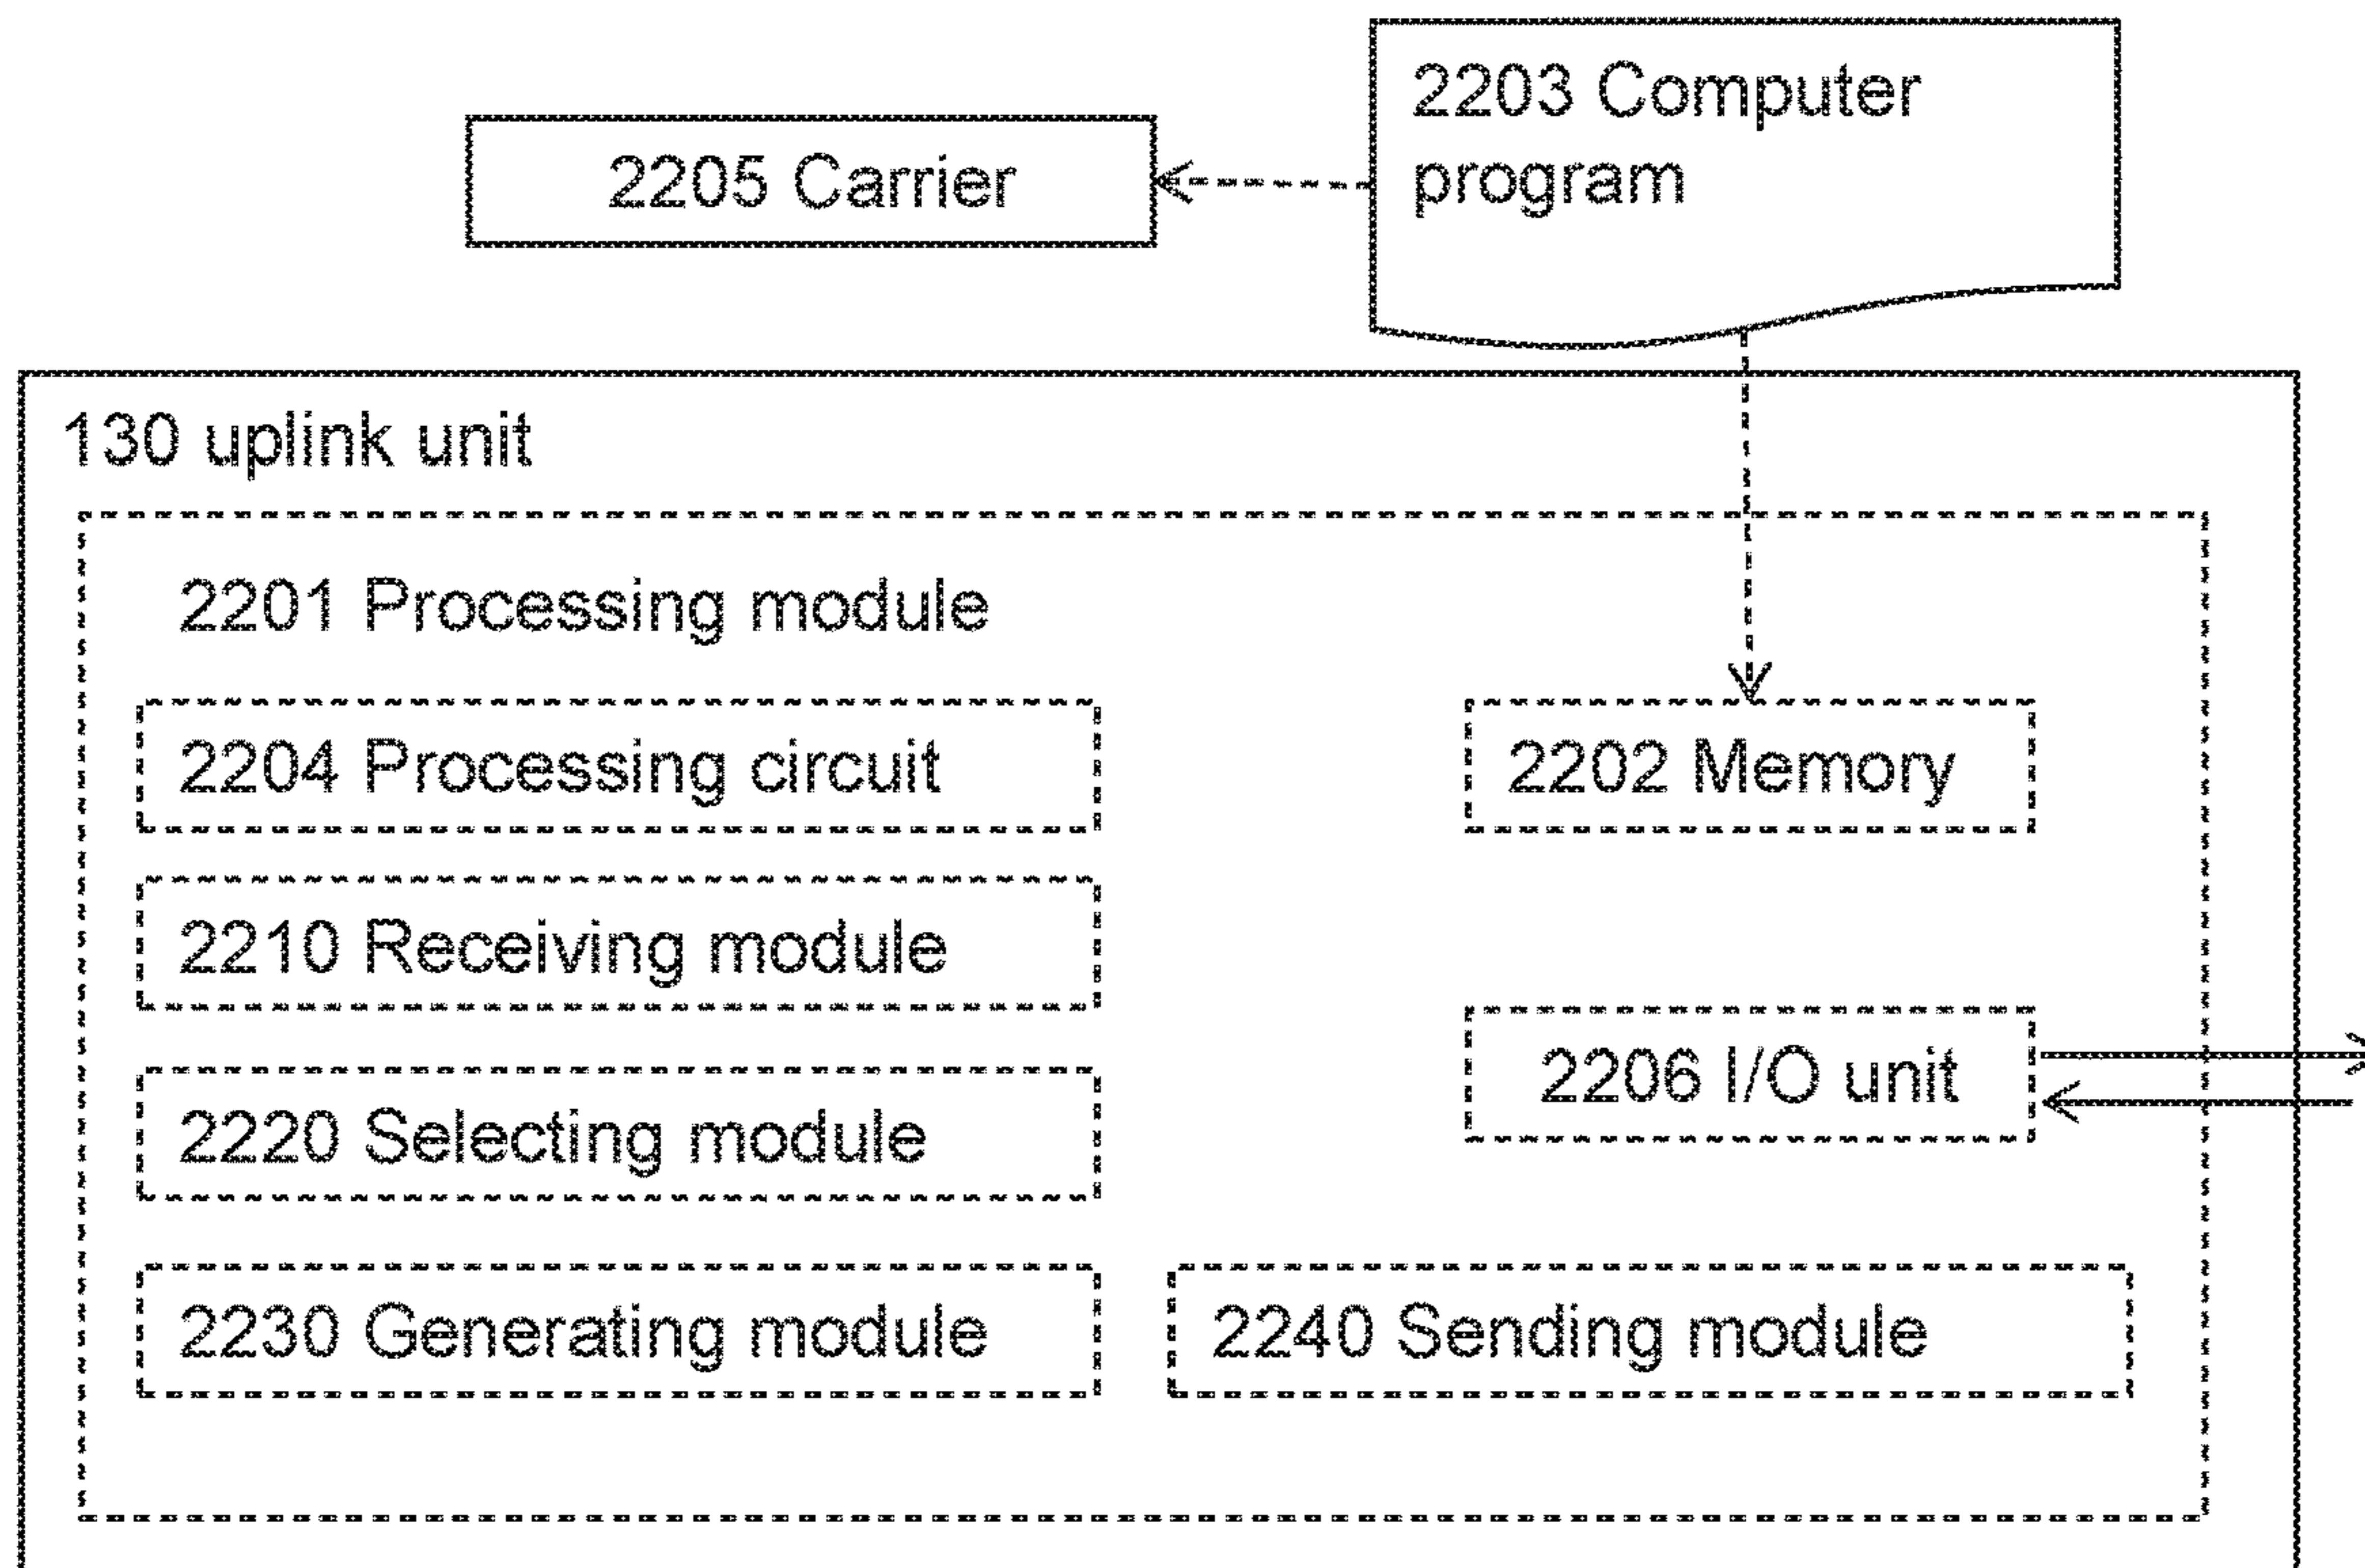 2203 Computer
program
2205 Carrier
130 uplink unit
2201 Processing module
2204 Processing circuit
2202 Memory
2210 Receiving module
2206 I/O unit
2220 Selecting module
2230 Generating module
2240 Sending module